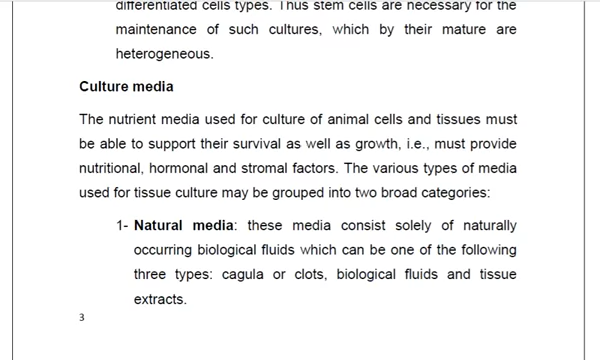 differentiated cells types. Thus stem cells are necessary for the
maintenance of such cultures, which by their mature are
heterogeneous.
Culture media
The nutrient media used for culture of animal cells and tissues must
be able to support their survival as well as growth, i.e., must provide
nutritional, hormonal and stromal factors. The various types of media
used for tissue culture may be grouped into two broad categories:
1- Natural media: these media consist solely of naturally
occurring biological fluids which can be one of the following
three types: cagula or clots, biological fluids and tissue
extracts.
3